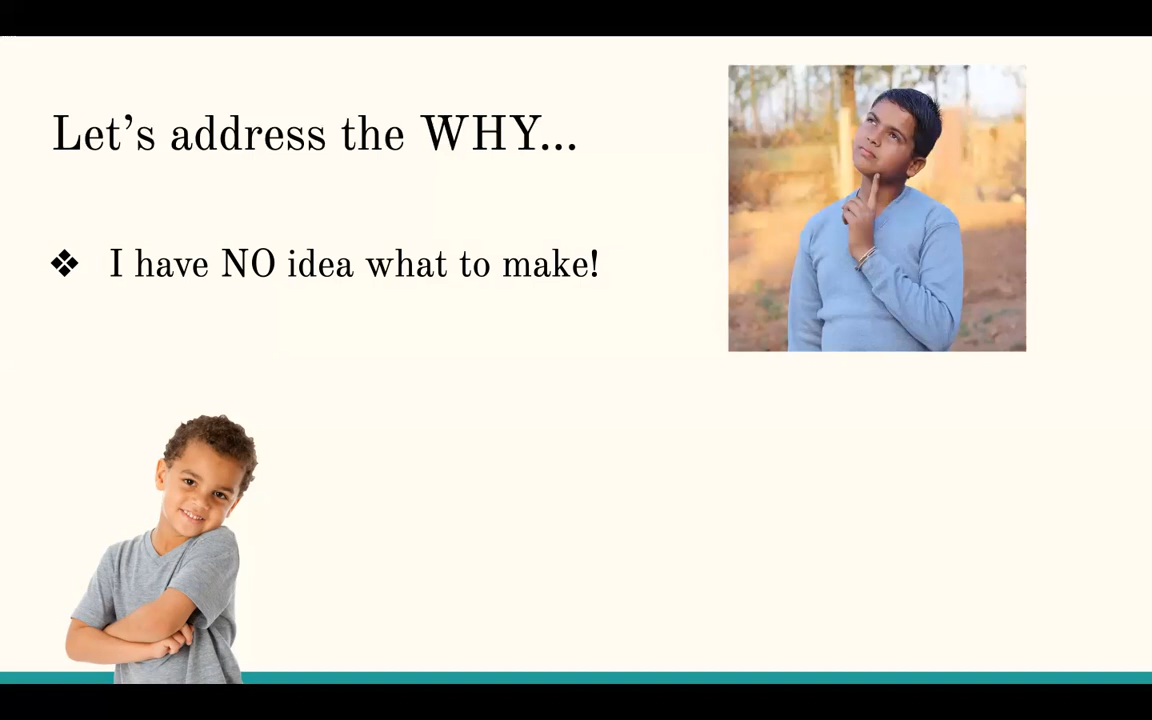 Let’s address the WHY...
❖ I have NO idea what to make!